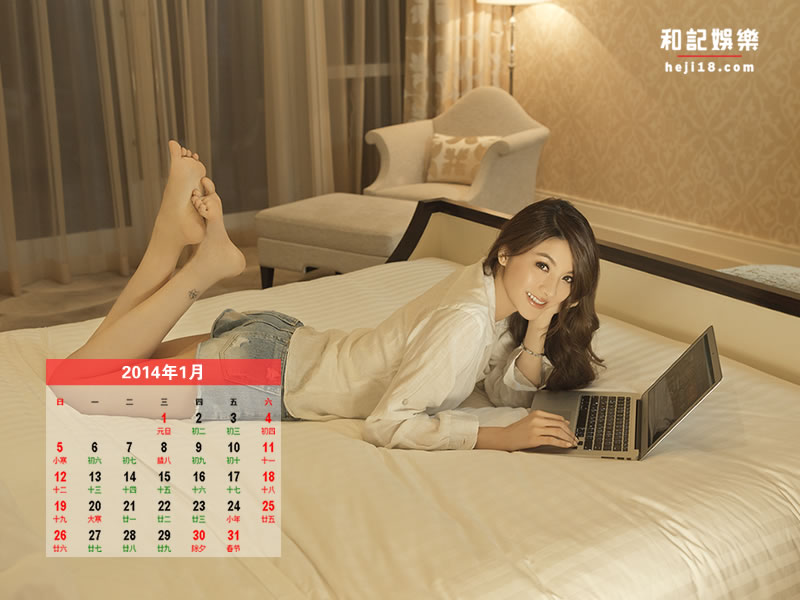 和記娛樂
heji18.com
2014年1月
日 一 二 三 四 五 六
1 2 3 4
元旦 初二 初三 初四
5 6 7 8 9 10 11
小寒 初六 初七 腊八 初九 初十 十一
12 13 14 15 16 17 18
十二 十三 十四 十五 十六 十七 十八
19 20 21 22 23 24 25
十九 大寒 廿一 廿二 廿三 小年 廿五
26 27 28 29 30 31
廿六 廿七 廿八 廿九 除夕 春节